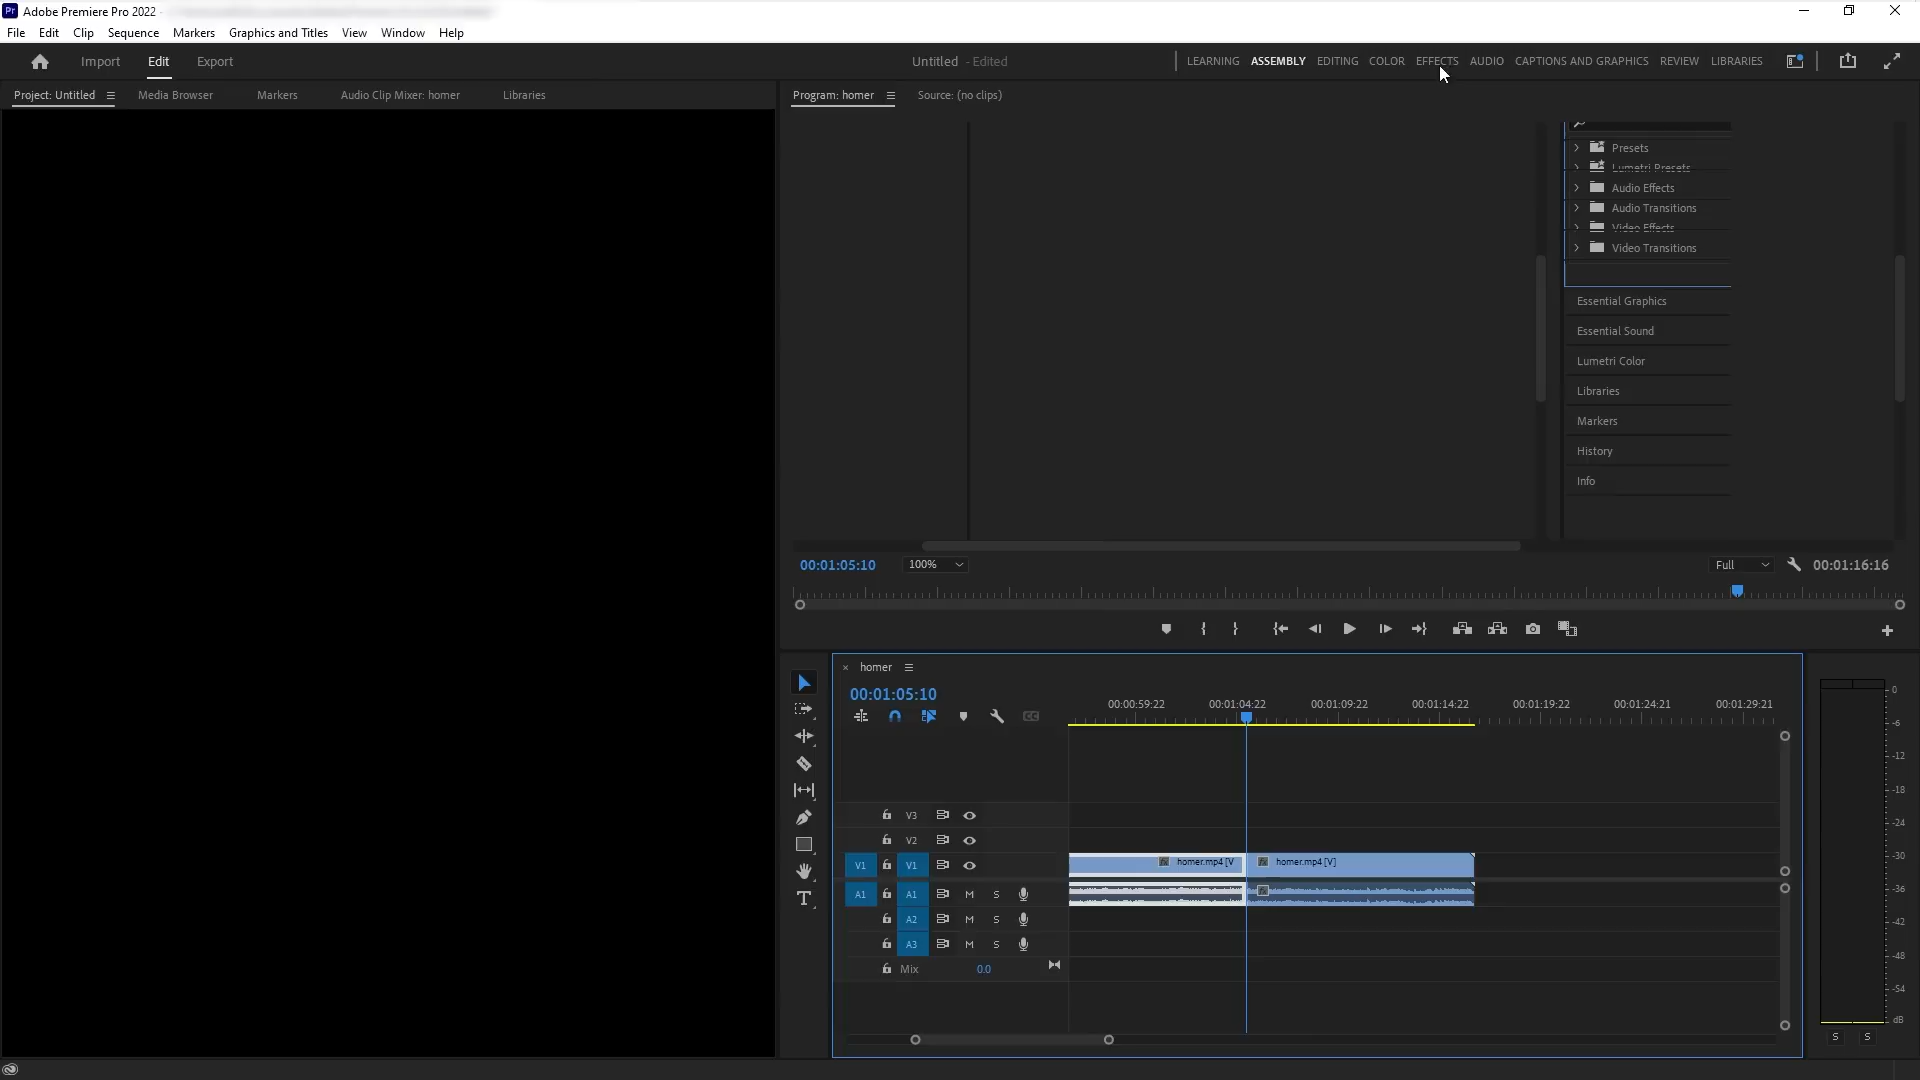 Pr Adobe Premiere Pro 2022 -
File Edit Clip Sequence Markers Graphics and Titles View Window Help
Import Edit Export Untitled - Edited LEARNING ASSEMBLY EDITING COLOR EFFECTS AUDIO CAPTIONS AND GRAPHICS REVIEW LIBRARIES
Project: Untitled Media Browser Markers Audio Clip Mixer: homer Libraries
Program: homer Source: (no clips)
Presets
Lumetri Presets
Audio Effects
Audio Transitions
Video Effects
Video Transitions
Essential Graphics
Essential Sound
Lumetri Color
Libraries
Markers
History
Info
00:01:05:10 100% Full 00:01:16:16
× homer
00:01:05:10
00:00:59:22 00:01:04:22 00:01:09:22 00:01:14:22 00:01:19:22 00:01:24:21 00:01:29:21
CC
V3
V2
V1 V1 fx homer.mp4 [V fx homer.mp4 [V]
A1 A1 M S
A2 M S
A3 M S
Mix 0.0
0
-6
-12
-18
-24
-30
-36
-42
-48
-54
dB
S S